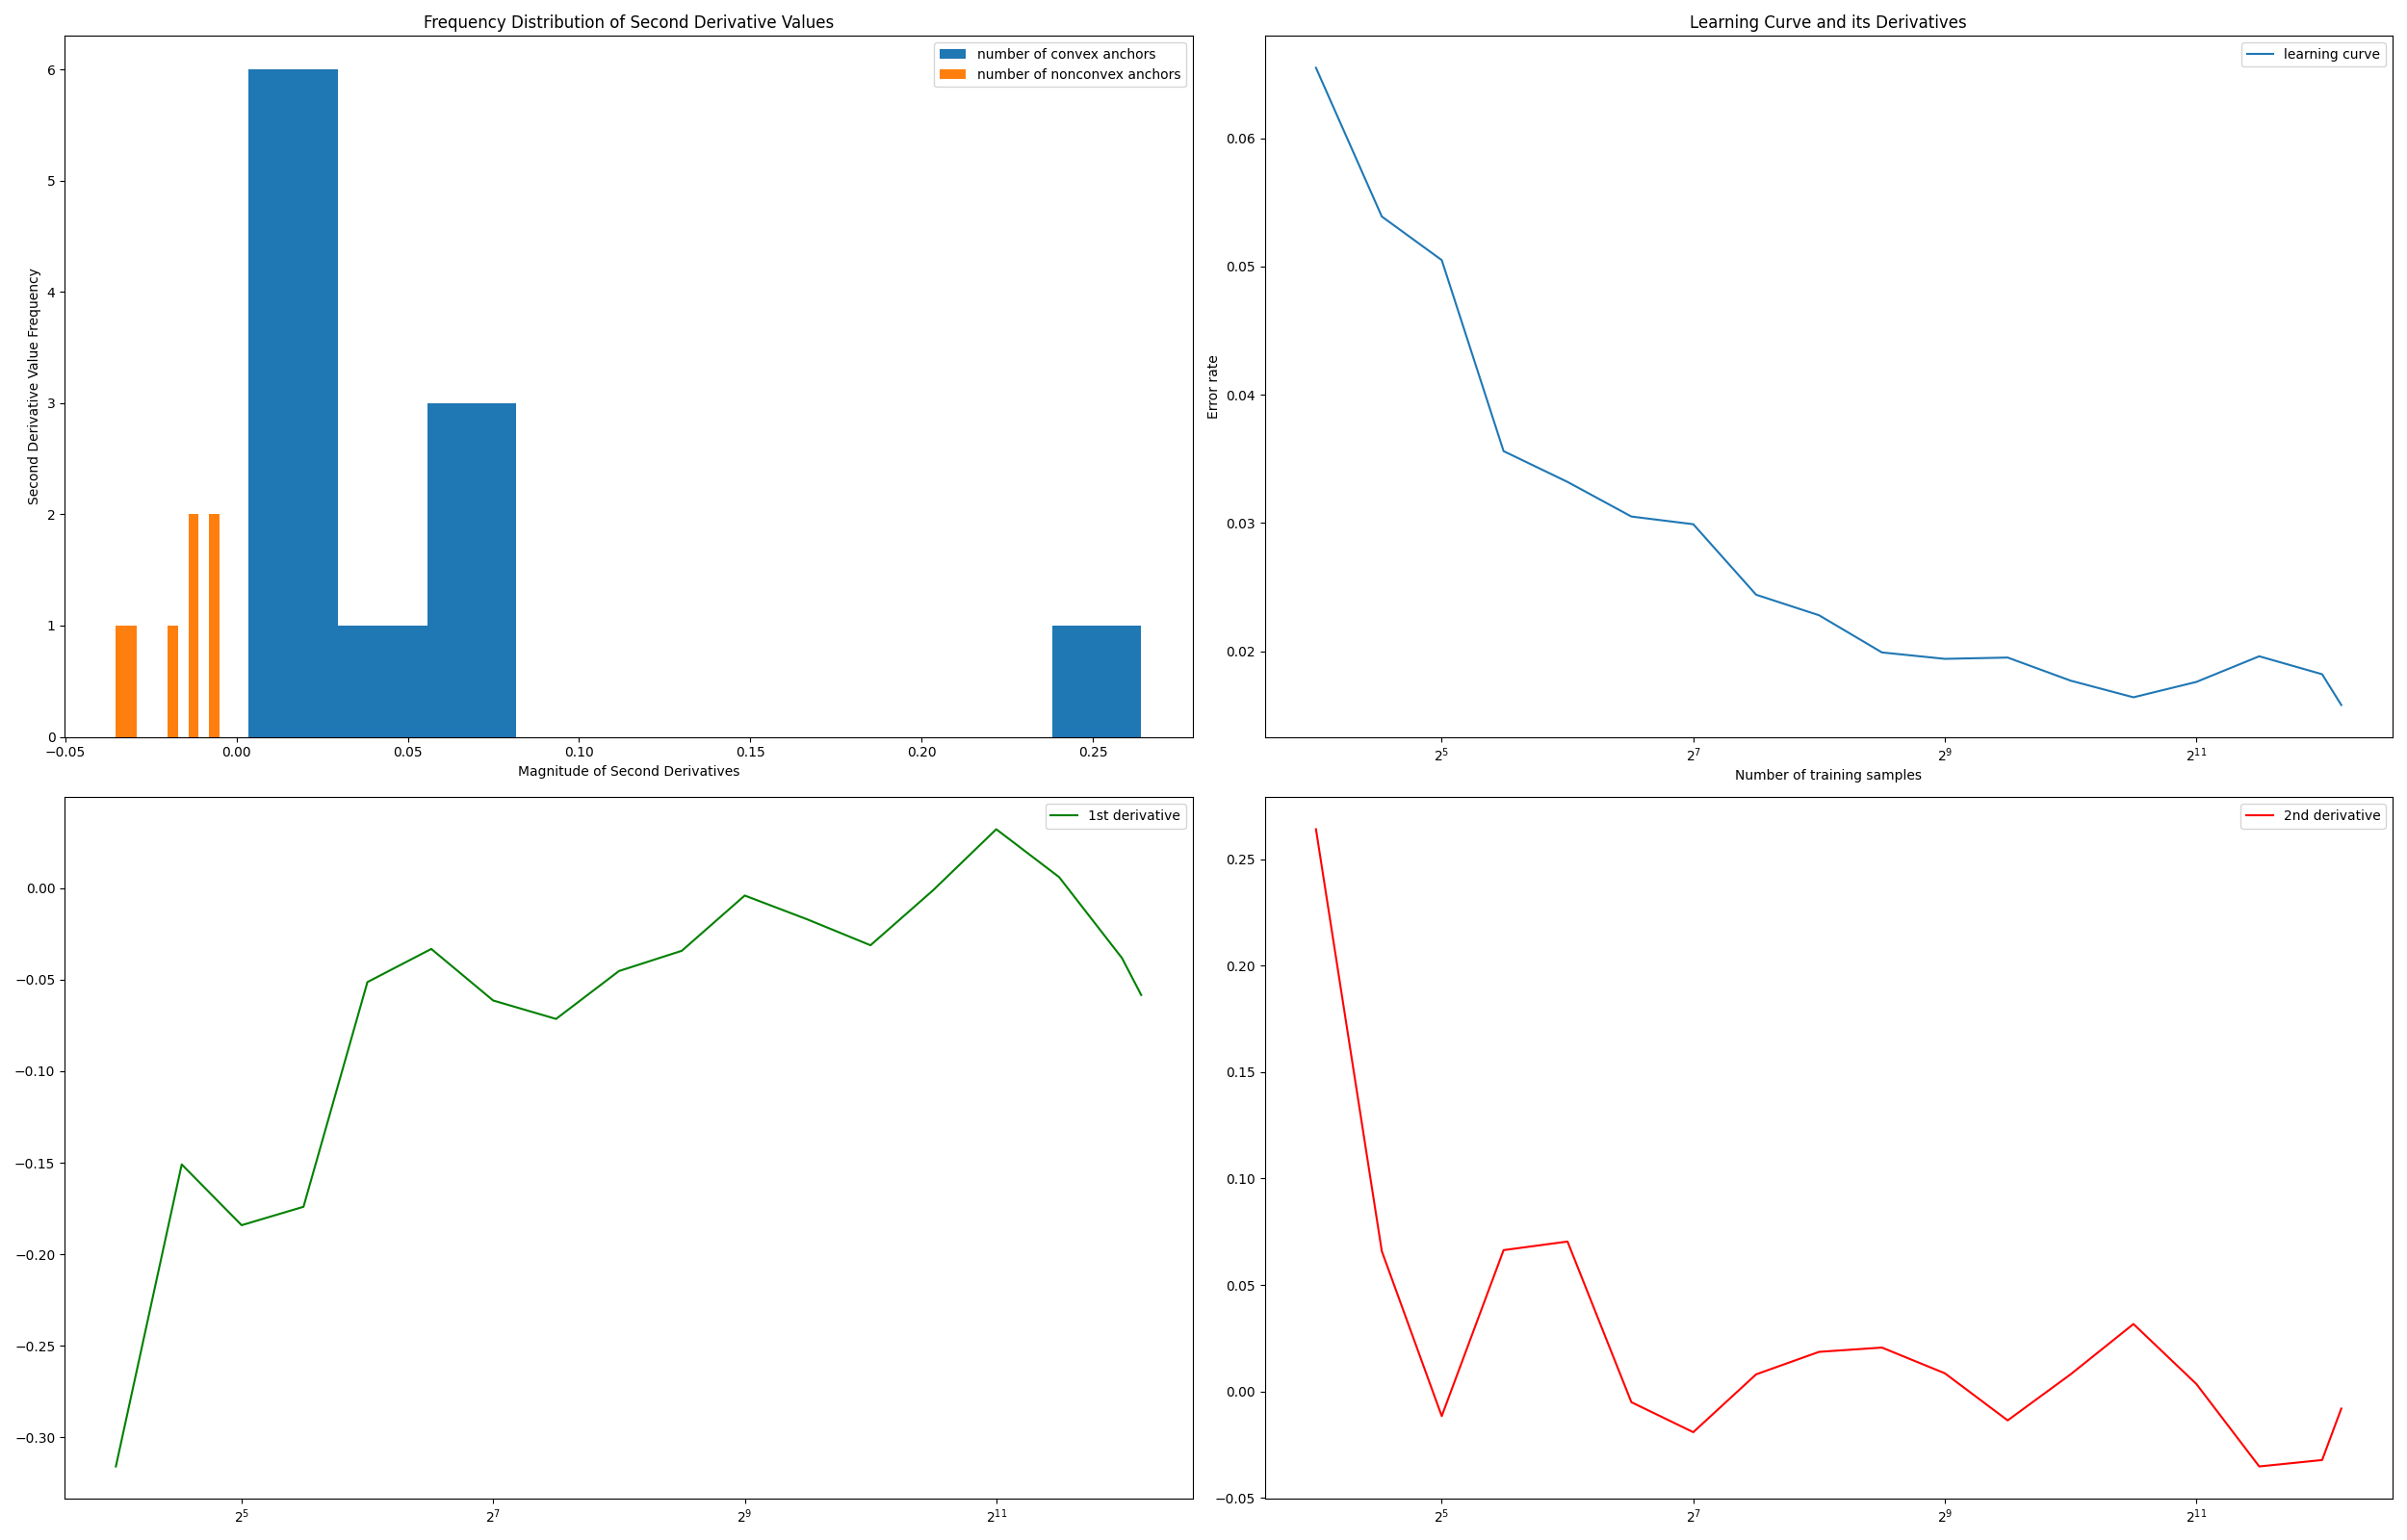 Frequency Distribution of Second Derivative Values
number of convex anchors
number of nonconvex anchors
Second Derivative Value Frequency
6
5
4
3
2
1
0
−0.05 0.00 0.05 0.10 0.15 0.20 0.25
Magnitude of Second Derivatives
Learning Curve and its Derivatives
learning curve
Error rate
0.06
0.05
0.04
0.03
0.02
2^5 2^7 2^9 2^11
Number of training samples
1st derivative
0.00
−0.05
−0.10
−0.15
−0.20
−0.25
−0.30
2^5 2^7 2^9 2^11
2nd derivative
0.25
0.20
0.15
0.10
0.05
0.00
−0.05
2^5 2^7 2^9 2^11